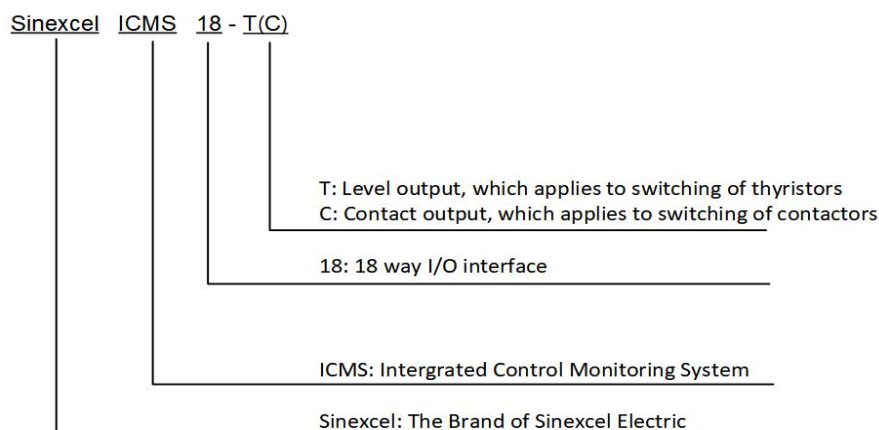 Sinexcel ICMS 18 - T(C)
T: Level output, which applies to switching of thyristors
C: Contact output, which applies to switching of contactors
18: 18 way I/O interface
ICMS: Intergrated Control Monitoring System
Sinexcel: The Brand of Sinexcel Electric